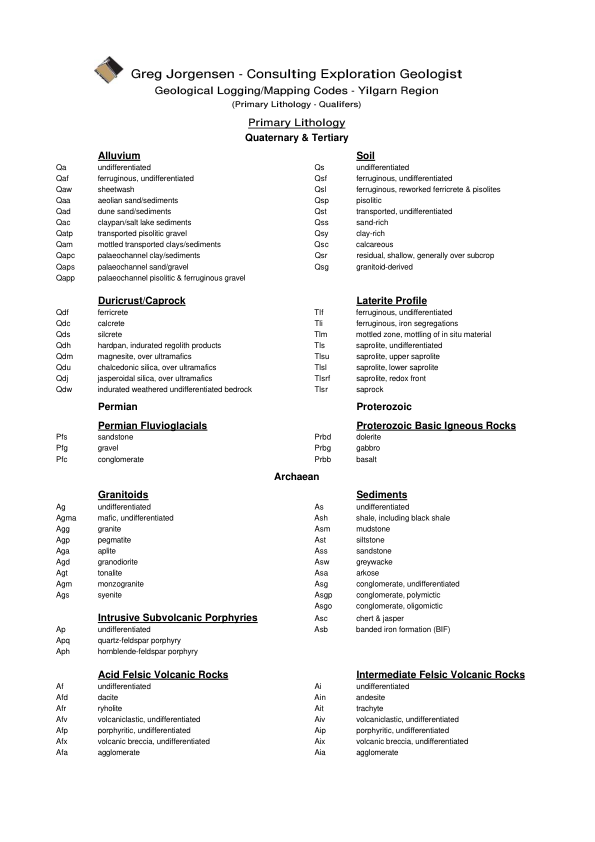 Greg Jorgensen - Consulting Exploration Geologist
Geological Logging/Mapping Codes - Yilgarn Region
(Primary Lithology - Qualifers)
Primary Lithology
Quaternary & Tertiary
Alluvium
Qa undifferentiated
Qaf ferruginous, undifferentiated
Qaw sheetwash
Qaa aeolian sand/sediments
Qad dune sand/sediments
Qac claypan/salt lake sediments
Qatp transported pisolitic gravel
Qam mottled transported clays/sediments
Qapc palaeochannel clay/sediments
Qaps palaeochannel sand/gravel
Qapp palaeochannel pisolitic & ferruginous gravel
Soil
Qs undifferentiated
Qsf ferruginous, undifferentiated
Qsl ferruginous, reworked ferricrete & pisolites
Qsp pisolitic
Qst transported, undifferentiated
Qss sand-rich
Qsy clay-rich
Qsc calcareous
Qsr residual, shallow, generally over subcrop
Qsg granitoid-derived
Duricrust/Caprock
Qdf ferricrete
Qdc calcrete
Qds silcrete
Qdh hardpan, indurated regolith products
Qdm magnesite, over ultramafics
Qdu chalcedonic silica, over ultramafics
Qdj jasperoidal silica, over ultramafics
Qdw indurated weathered undifferentiated bedrock
Laterite Profile
Tlf ferruginous, undifferentiated
Tli ferruginous, iron segregations
Tlm mottled zone, mottling of in situ material
Tls saprolite, undifferentiated
Tlsu saprolite, upper saprolite
Tlsl saprolite, lower saprolite
Tlsrf saprolite, redox front
Tlsr saprock
Permian
Permian Fluvioglacials
Pfs sandstone
Pfg gravel
Pfc conglomerate
Proterozoic
Proterozoic Basic Igneous Rocks
Prbd dolerite
Prbg gabbro
Prbb basalt
Archaean
Granitoids
Ag undifferentiated
Agma mafic, undifferentiated
Agg granite
Agp pegmatite
Aga aplite
Agd granodiorite
Agt tonalite
Agm monzogranite
Ags syenite
Sediments
As undifferentiated
Ash shale, including black shale
Asm mudstone
Ast siltstone
Ass sandstone
Asw greywacke
Asa arkose
Asg conglomerate, undifferentiated
Asgp conglomerate, polymictic
Asgo conglomerate, oligomictic
Asc chert & jasper
Asb banded iron formation (BIF)
Intrusive Subvolcanic Porphyries
Ap undifferentiated
Apq quartz-feldspar porphyry
Aph hornblende-feldspar porphyry
Acid Felsic Volcanic Rocks
Af undifferentiated
Afd dacite
Afr ryholite
Afv volcaniclastic, undifferentiated
Afp porphyritic, undifferentiated
Afx volcanic breccia, undifferentiated
Afa agglomerate
Intermediate Felsic Volcanic Rocks
Ai undifferentiated
Ain andesite
Ait trachyte
Aiv volcaniclastic, undifferentiated
Aip porphyritic, undifferentiated
Aix volcanic breccia, undifferentiated
Aia agglomerate